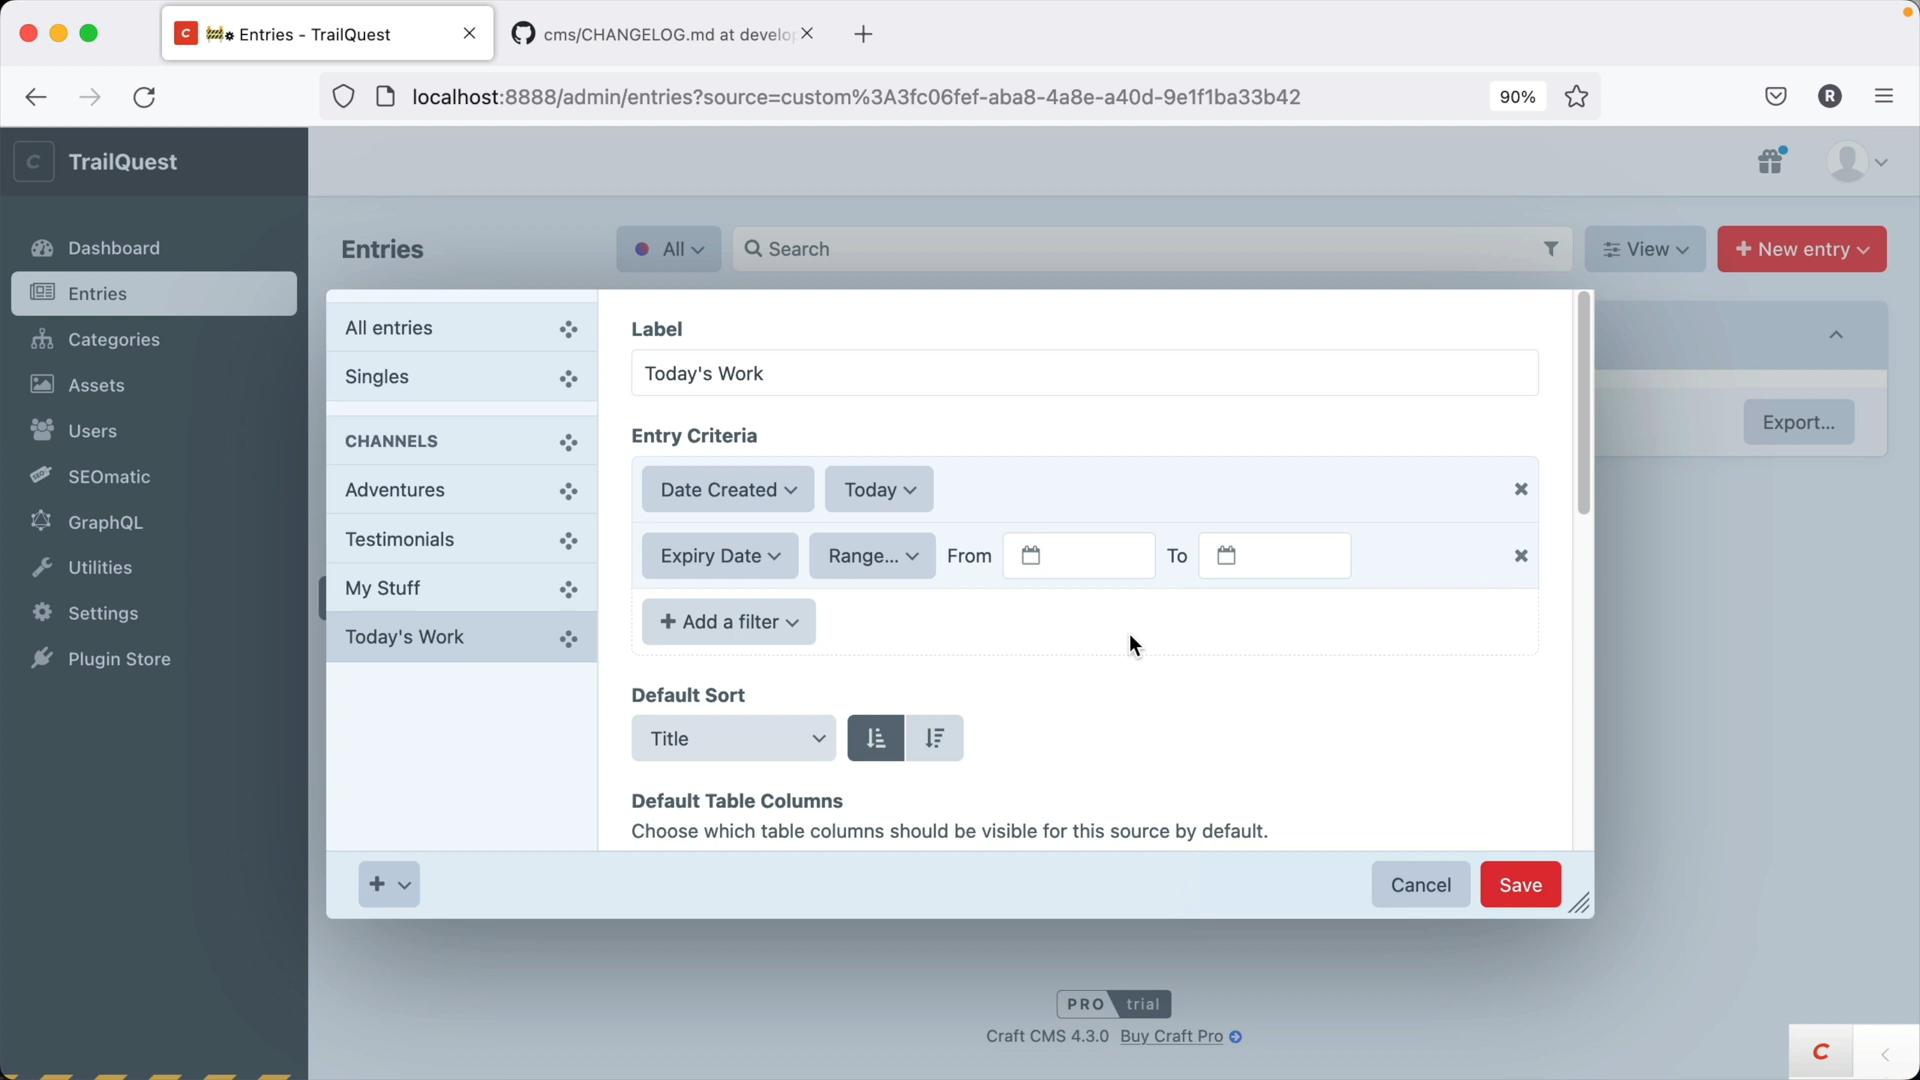 Entries - TrailQuest
cms/CHANGELOG.md at develop
localhost:8888/admin/entries?source=custom%3A3fc06fef-aba8-4a8e-a40d-9e1f1ba33b42
90%
R
TrailQuest
Dashboard
Entries
Categories
Assets
Users
SEOmatic
GraphQL
Utilities
Settings
Plugin Store
Entries
All
Search
View
New entry
Export...
All entries
Singles
CHANNELS
Adventures
Testimonials
My Stuff
Today's Work
Label
Today's Work
Entry Criteria
Date Created Today
Expiry Date Range... From To
Add a filter
Default Sort
Title
Default Table Columns
Choose which table columns should be visible for this source by default.
Cancel Save
PRO trial
Craft CMS 4.3.0 Buy Craft Pro